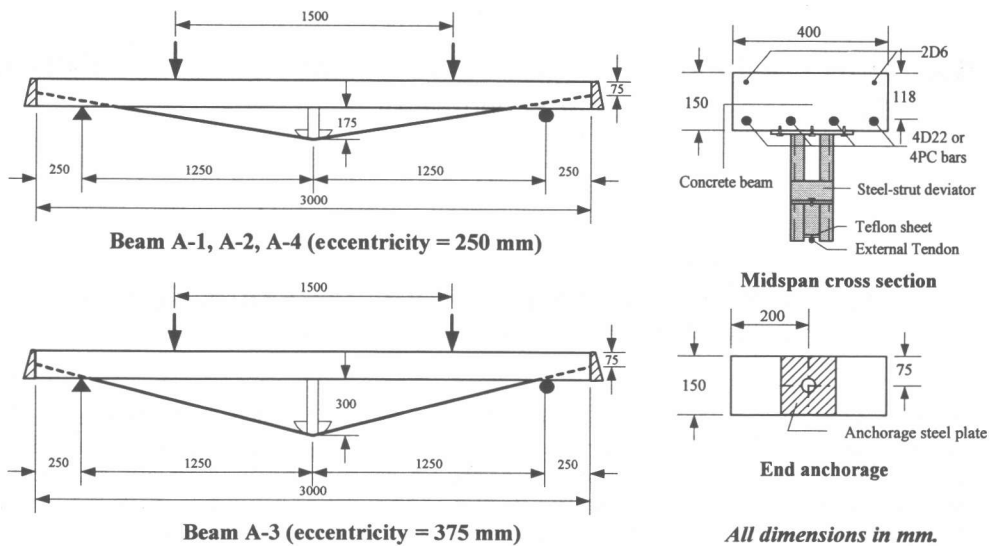 1500
75
175
250
1250
1250
250
3000
Beam A-1, A-2, A-4 (eccentricity = 250 mm)
1500
75
300
250
1250
1250
250
3000
Beam A-3 (eccentricity = 375 mm)
400
2D6
150
118
4D22 or
4PC bars
Concrete beam
Steel-strut deviator
Teflon sheet
External Tendon
Midspan cross section
200
150
75
Anchorage steel plate
End anchorage
All dimensions in mm.